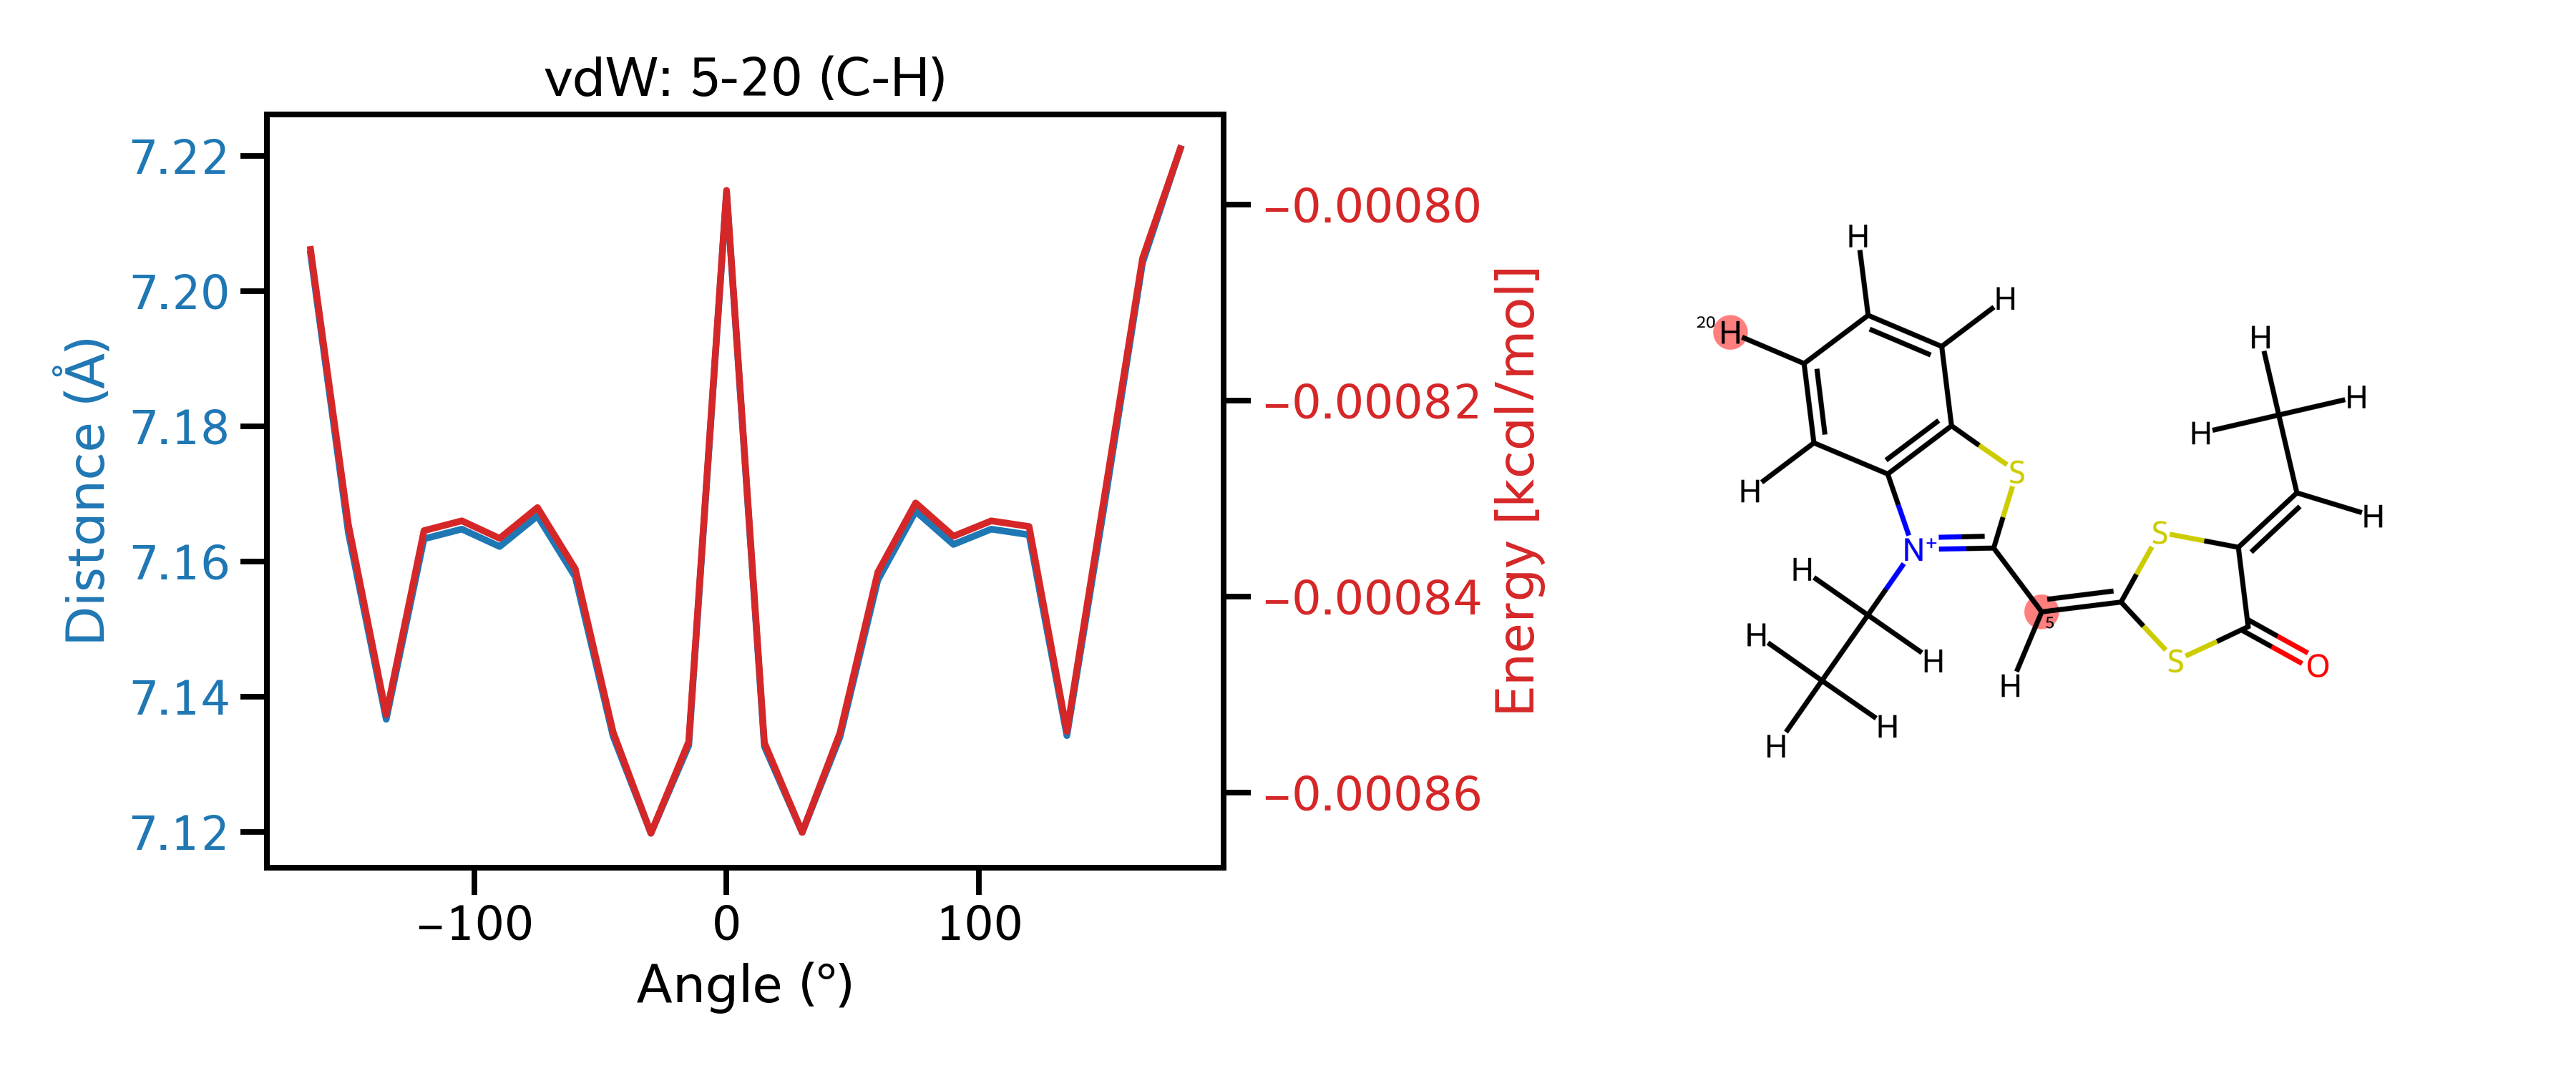 vdW: 5-20 (C-H)
7.22
7.20
7.18
7.16
7.14
7.12
Distance (Å)
−0.00080
−0.00082
−0.00084
−0.00086
Energy [kcal/mol]
−100
0
100
Angle (°)
H
H
20
H
H
H
S
H
H
H
H
S
N+
H
5
H
H
S
O
H
H
H